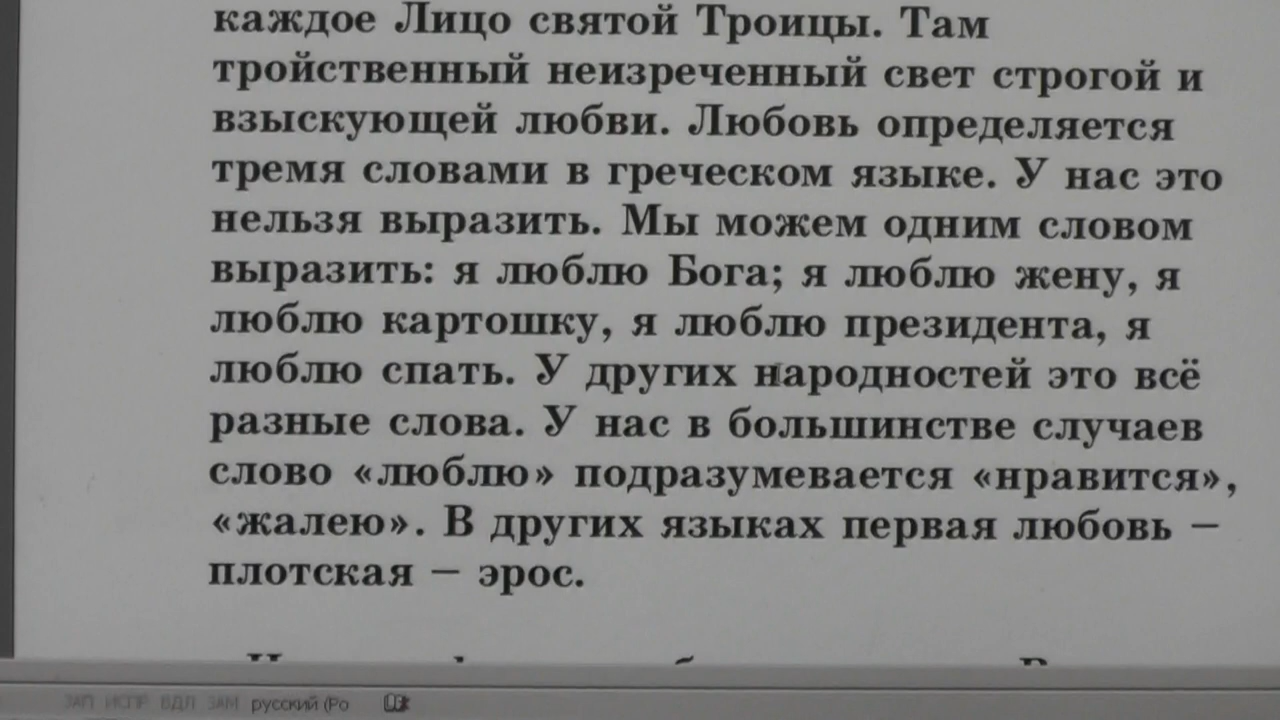 каждое Лицо святой Троицы. Там
тройственный неизреченный свет строгой и
взыскующей любви. Любовь определяется
тремя словами в греческом языке. У нас это
нельзя выразить. Мы можем одним словом
выразить: я люблю Бога; я люблю жену, я
люблю картошку, я люблю президента, я
люблю спать. У других народностей это всё
разные слова. У нас в большинстве случаев
слово «люблю» подразумевается «нравится»,
«жалею». В других языках первая любовь –
плотская – эрос.
ЗАП ИСПР ВДЛ ЗАМ русский (Ро